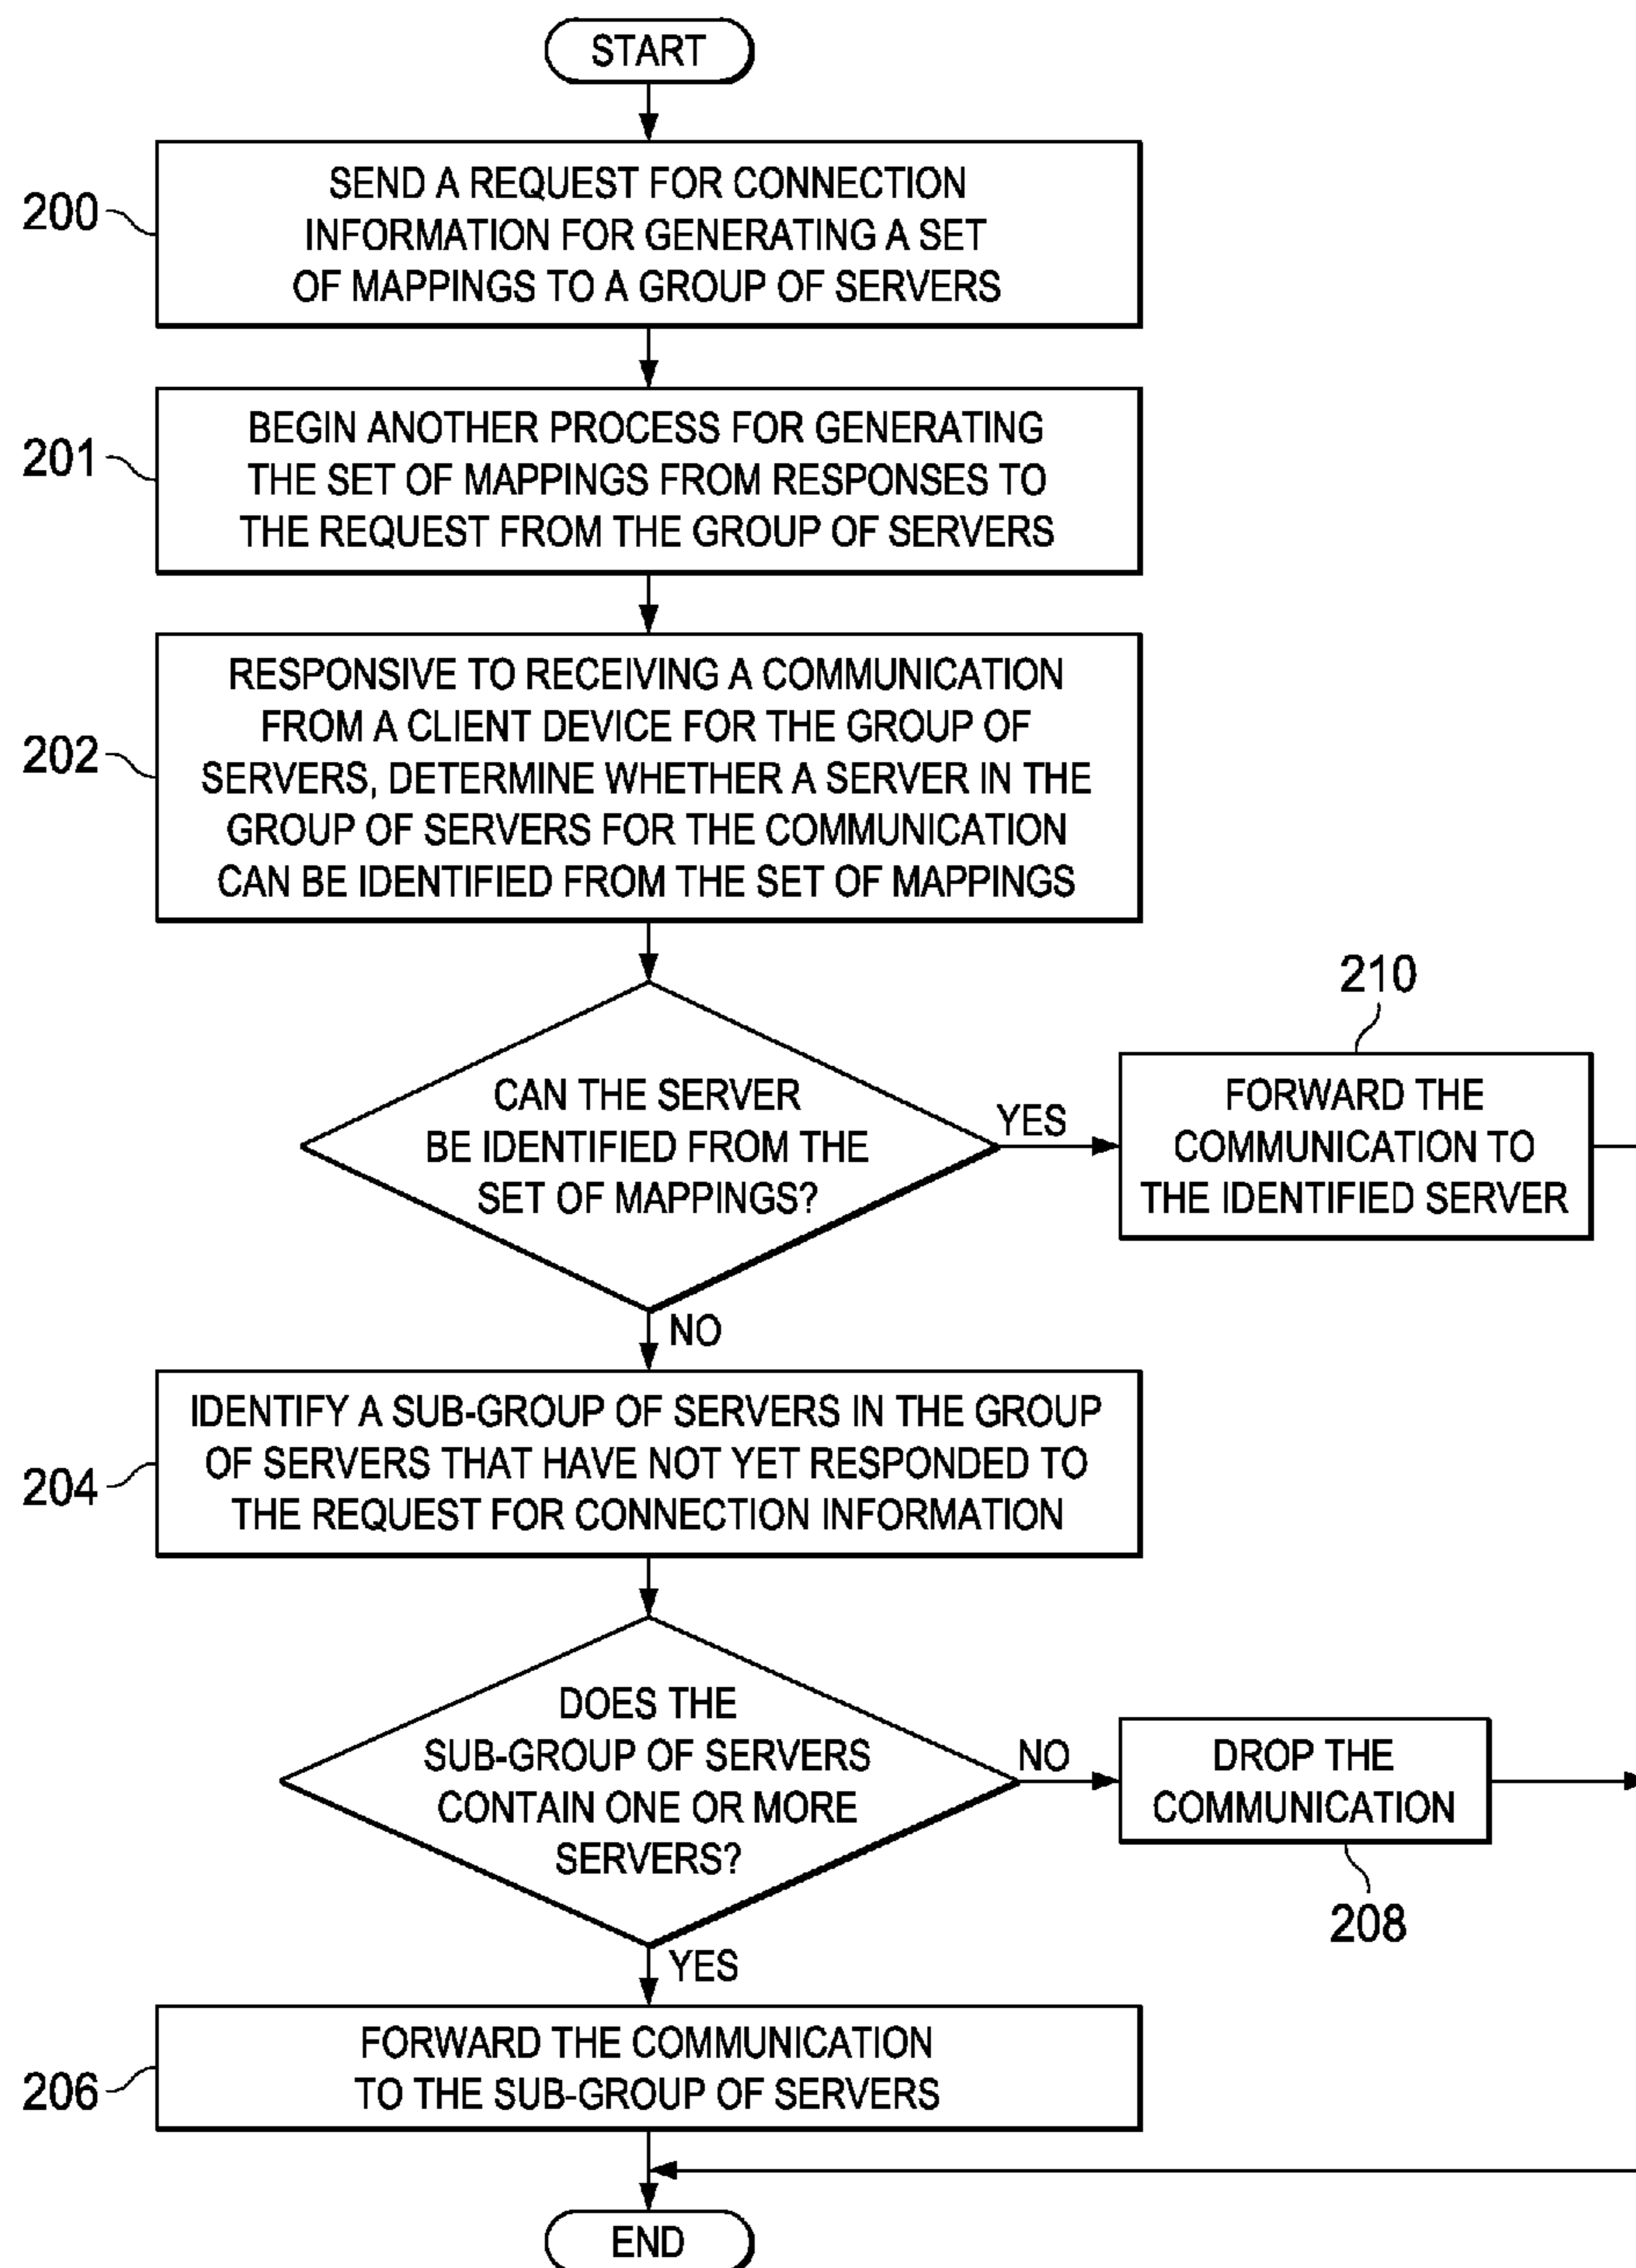 START
200
SEND A REQUEST FOR CONNECTION
INFORMATION FOR GENERATING A SET
OF MAPPINGS TO A GROUP OF SERVERS
201
BEGIN ANOTHER PROCESS FOR GENERATING
THE SET OF MAPPINGS FROM RESPONSES TO
THE REQUEST FROM THE GROUP OF SERVERS
202
RESPONSIVE TO RECEIVING A COMMUNICATION
FROM A CLIENT DEVICE FOR THE GROUP OF
SERVERS, DETERMINE WHETHER A SERVER IN THE
GROUP OF SERVERS FOR THE COMMUNICATION
CAN BE IDENTIFIED FROM THE SET OF MAPPINGS
CAN THE SERVER
BE IDENTIFIED FROM THE
SET OF MAPPINGS?
YES
210
FORWARD THE
COMMUNICATION TO
THE IDENTIFIED SERVER
NO
204
IDENTIFY A SUB-GROUP OF SERVERS IN THE GROUP
OF SERVERS THAT HAVE NOT YET RESPONDED TO
THE REQUEST FOR CONNECTION INFORMATION
DOES THE
SUB-GROUP OF SERVERS
CONTAIN ONE OR MORE
SERVERS?
NO
DROP THE
COMMUNICATION
208
YES
206
FORWARD THE COMMUNICATION
TO THE SUB-GROUP OF SERVERS
END